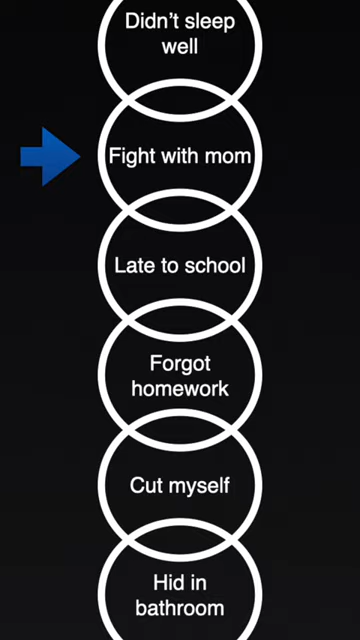 Didn't sleep
well
Fight with mom
Late to school
Forgot
homework
Cut myself
Hid in
bathroom